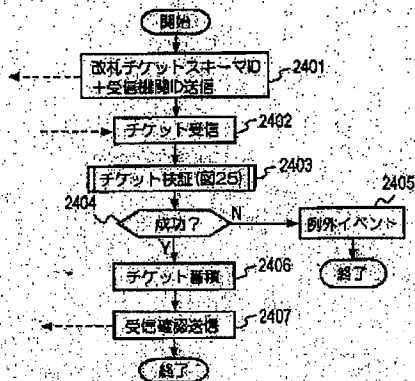 開始
改札チケットスキーマID
+受信機関ID送信
2401
チケット受信
2402
チケット検証(図25)
2403
2404
成功?
N
Y
2405
例外イベント
終了
チケット蓄積
2406
受信確認送信
2407
終了